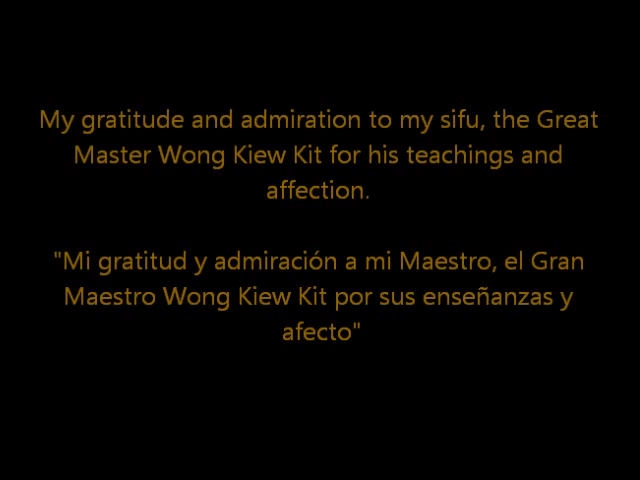 My gratitude and admiration to my sifu, the Great
Master Wong Kiew Kit for his teachings and
affection.
"Mi gratitud y admiración a mi Maestro, el Gran
Maestro Wong Kiew Kit por sus enseñanzas y
afecto"